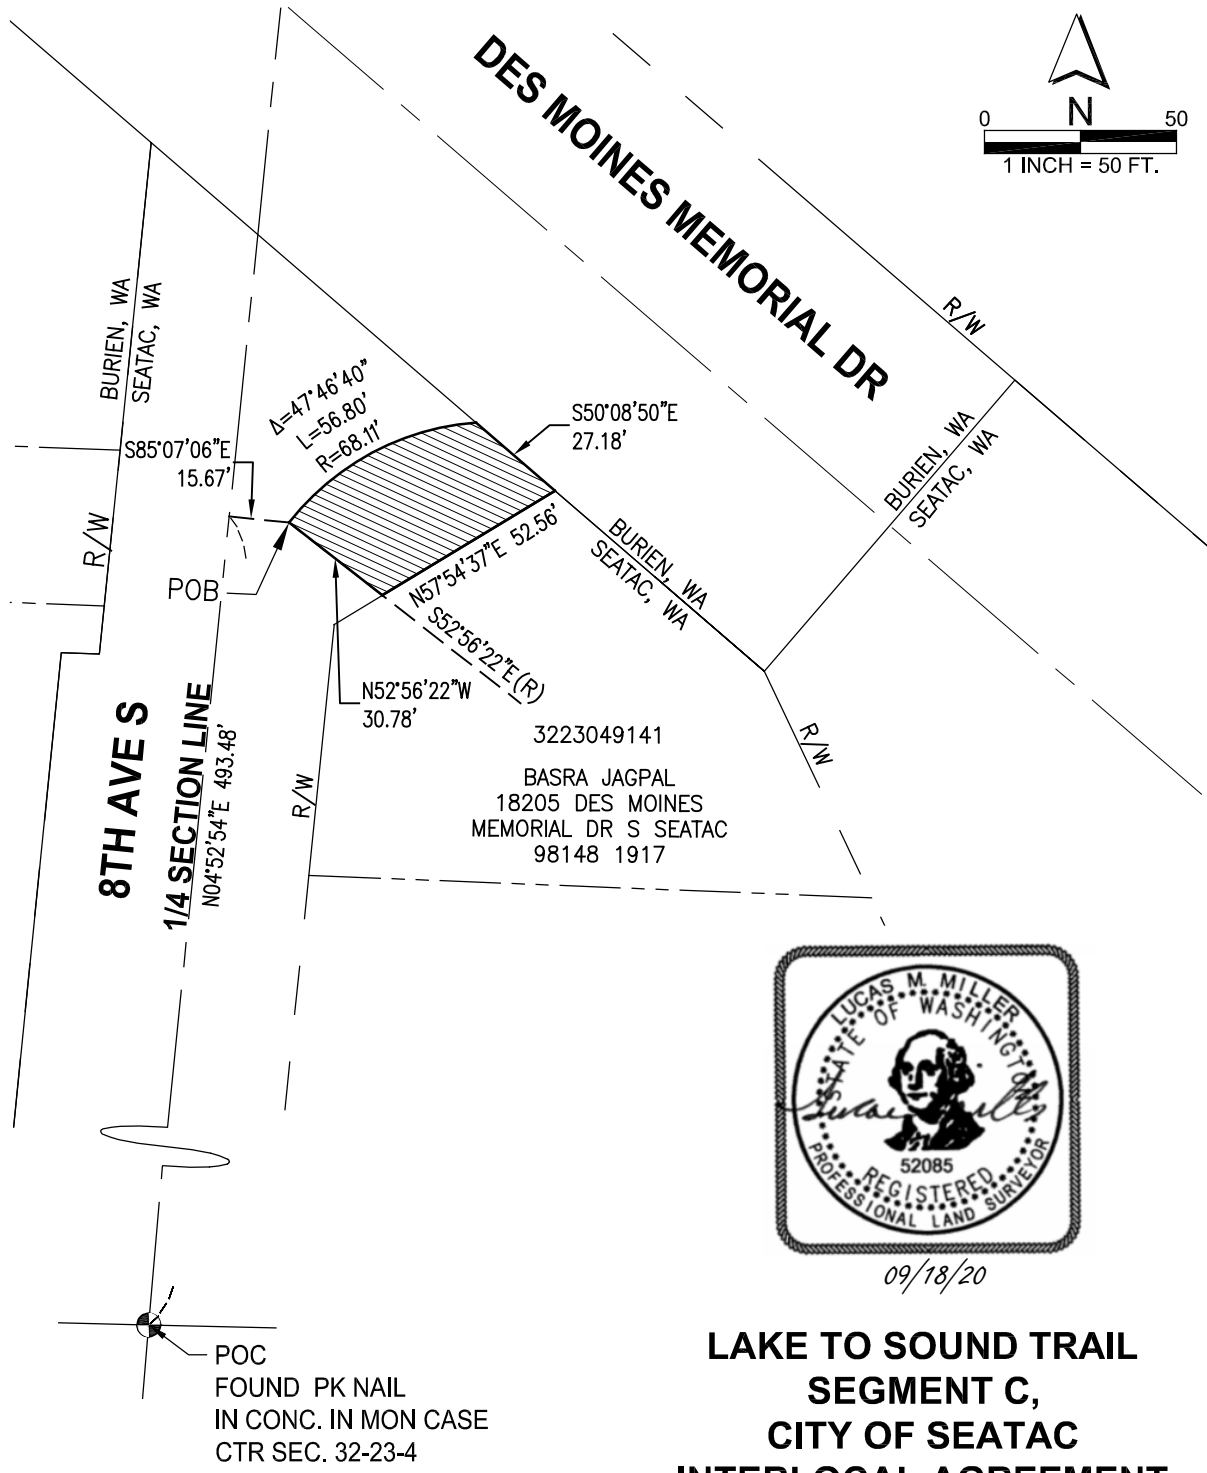 DES MOINES MEMORIAL DR
N
0 50
1 INCH = 50 FT.
BURIEN, WA
SEATAC, WA
R/W
Δ=47°46'40"
L=56.80'
R=68.11'
S50°08'50"E
27.18'
S85°07'06"E
15.67'
BURIEN, WA
SEATAC, WA
R/W
POB
N57°54'37"E 52.56'
BURIEN, WA
SEATAC, WA
S52°56'22"E(R)
N52°56'22"W
30.78'
8TH AVE S
1/4 SECTION LINE
N04°52'54"E 493.48'
R/W
R/W
3223049141
BASRA JAGPAL
18205 DES MOINES
MEMORIAL DR S SEATAC
98148 1917
LUCAS M. MILLER
STATE OF WASHINGTON
52085
REGISTERED
PROFESSIONAL LAND SURVEYOR
09/18/20
POC
FOUND PK NAIL
IN CONC. IN MON CASE
CTR SEC. 32-23-4
LAKE TO SOUND TRAIL
SEGMENT C,
CITY OF SEATAC
INTERLOCAL AGREEMENT